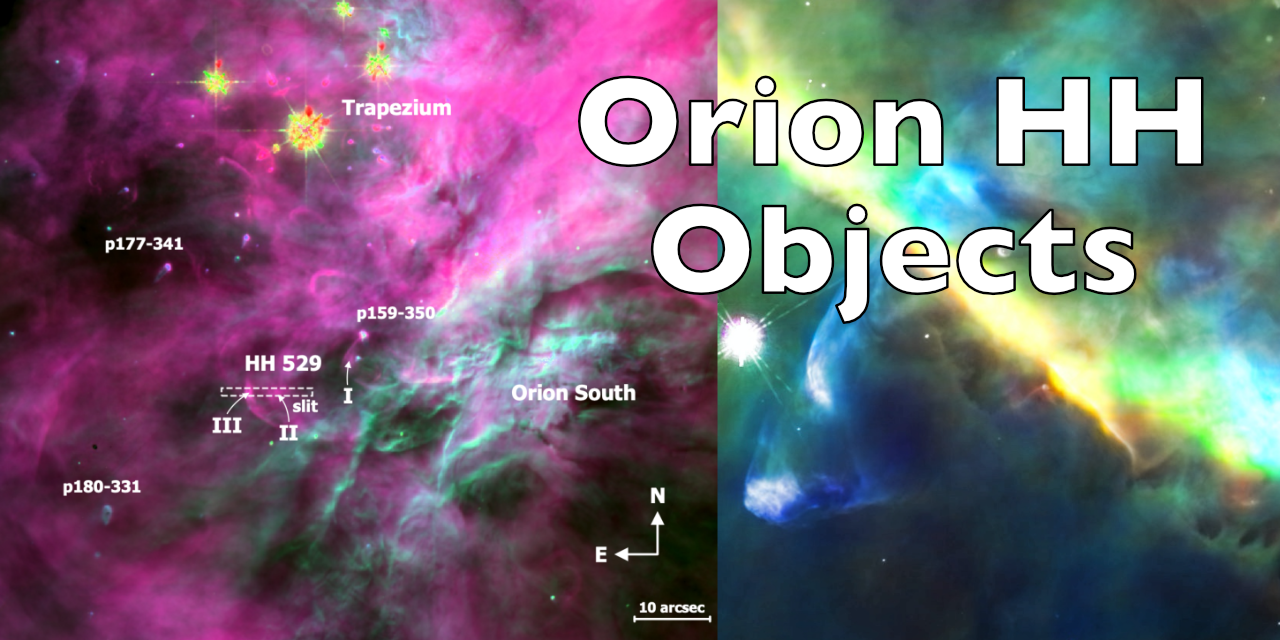 Orion HH
Objects
Trapezium
p177-341
p159-350
HH 529
I
Orion South
slit
III
II
p180-331
N
E
10 arcsec